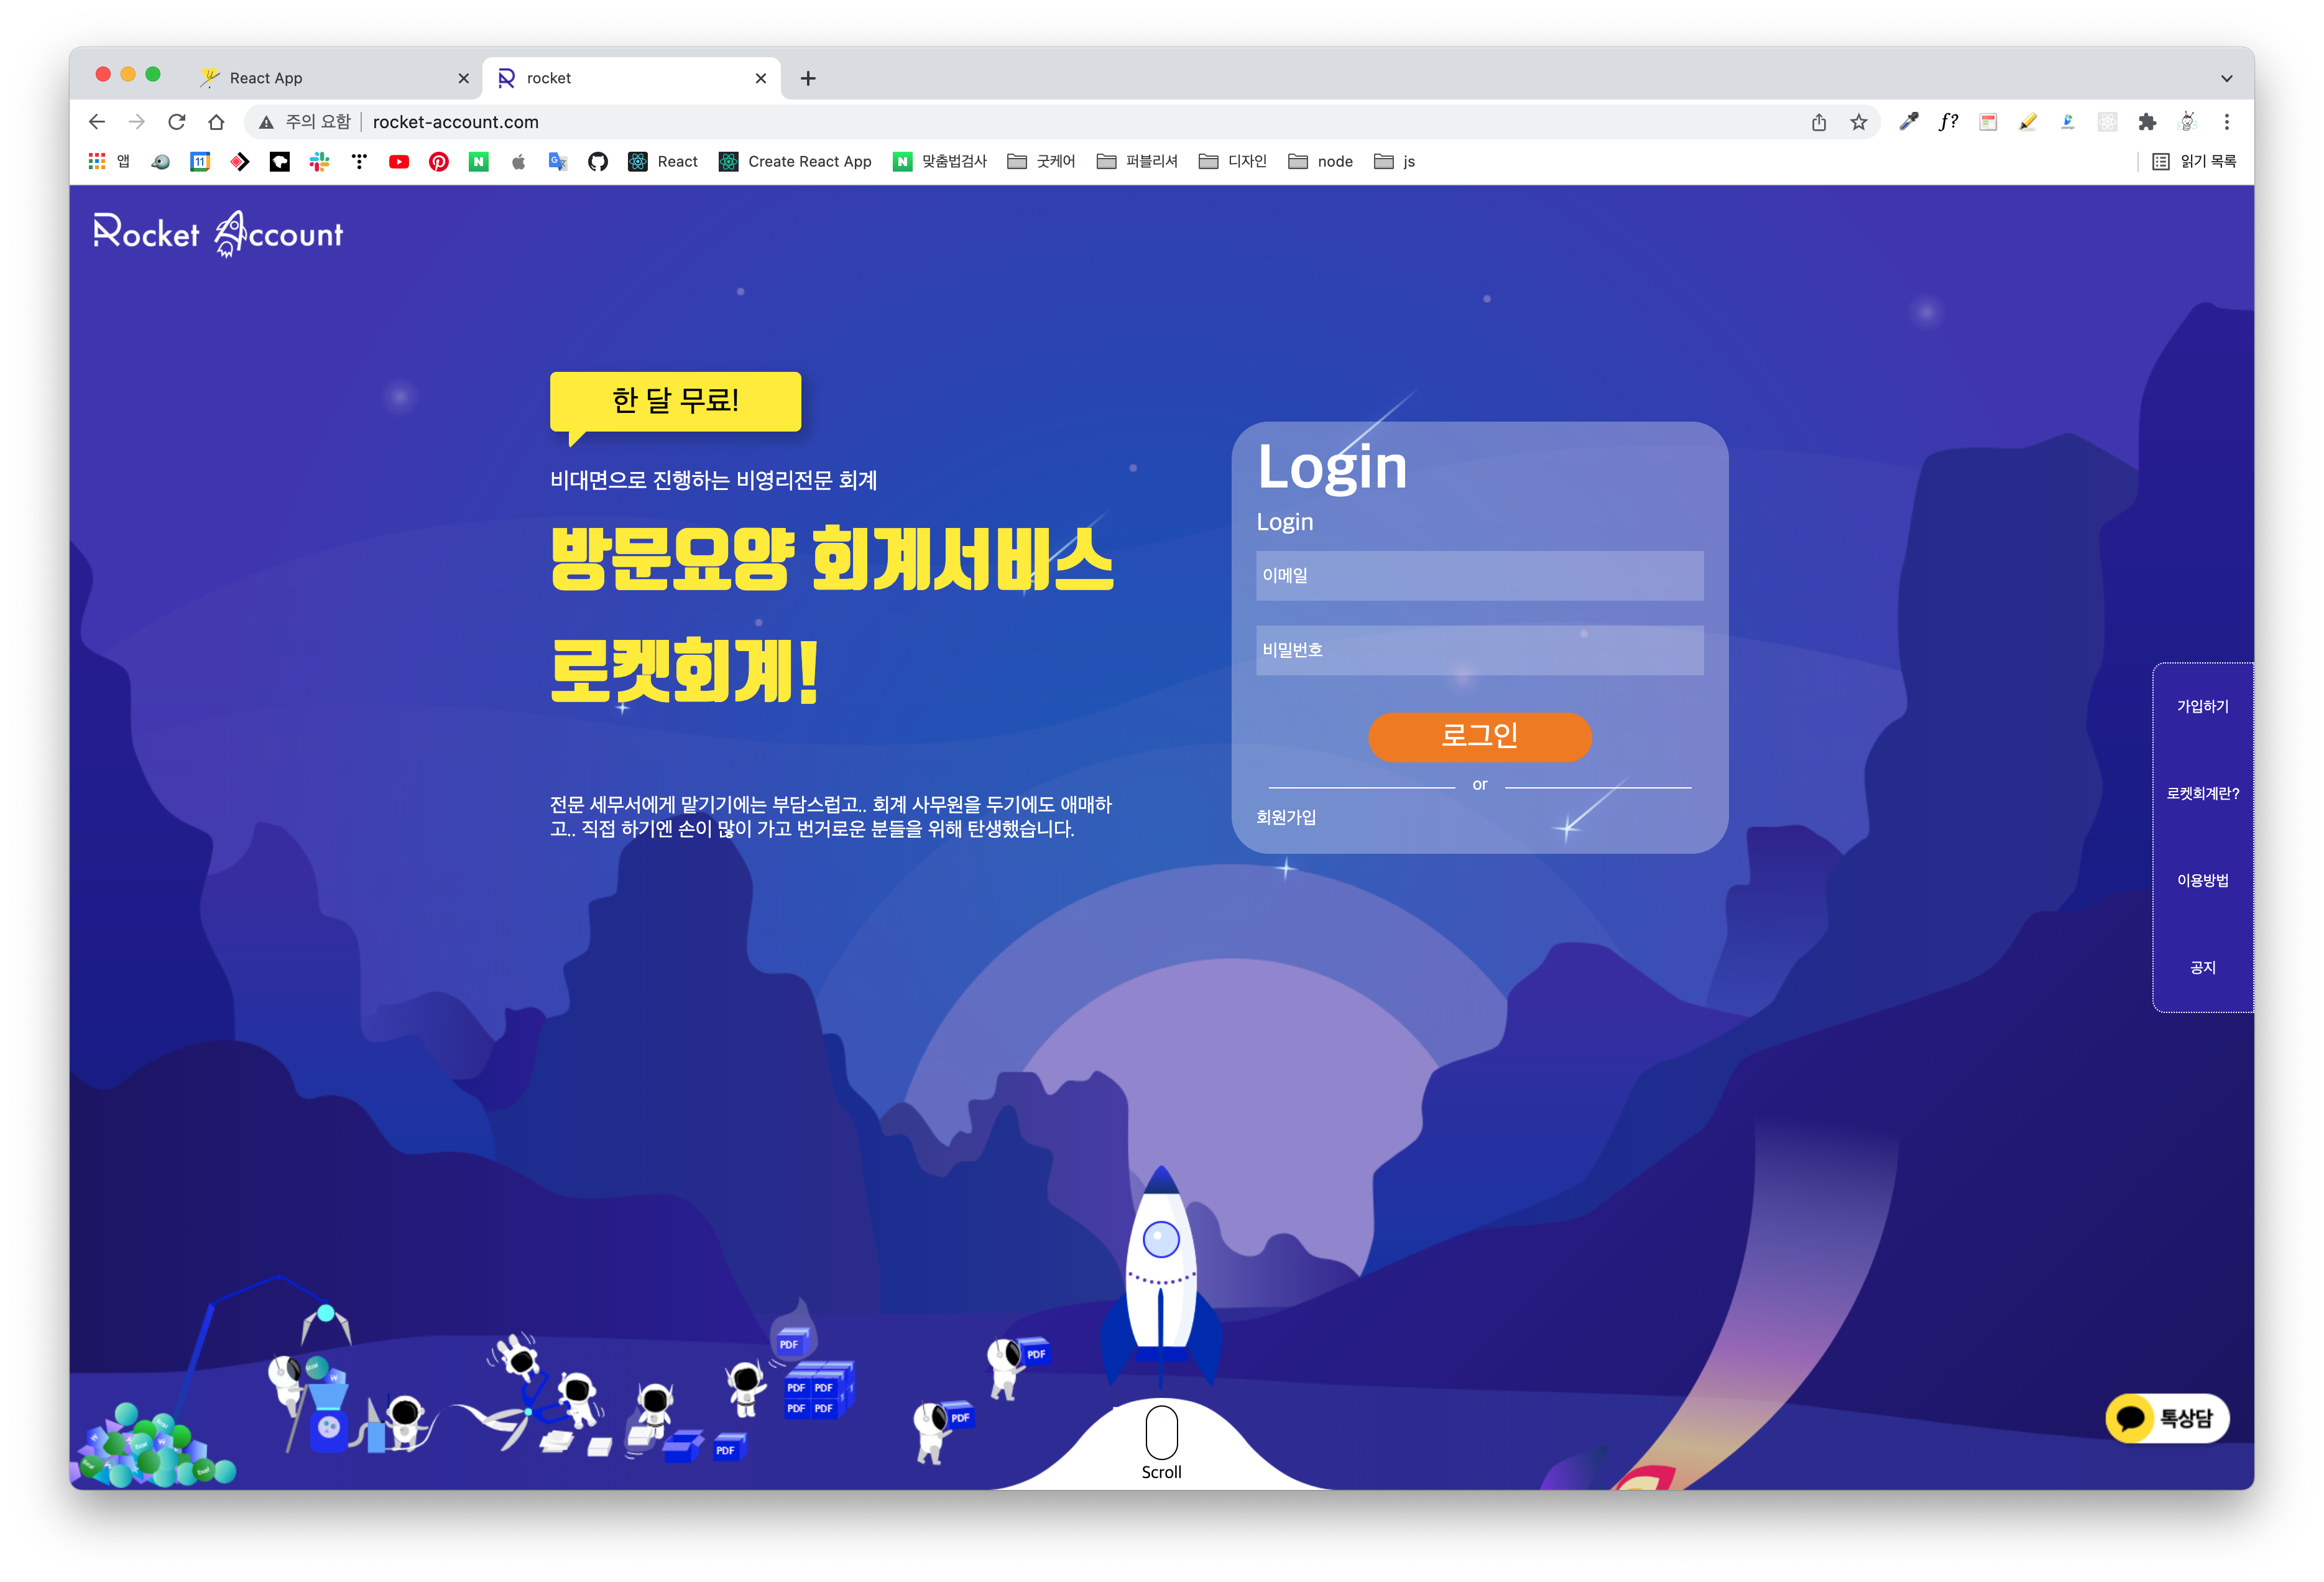 React App
rocket
주의 요함
rocket-account.com
f?
앱
11
N
G
React
Create React App
N
맞춤법검사
굿케어
퍼블리셔
디자인
node
js
읽기 목록
Rocket Account
한 달 무료!
비대면으로 진행하는 비영리전문 회계
방문요양 회계서비스
로켓회계!
전문 세무서에게 맡기기에는 부담스럽고.. 회계 사무원을 두기에도 애매하
고.. 직접 하기엔 손이 많이 가고 번거로운 분들을 위해 탄생했습니다.
Login
Login
이메일
비밀번호
로그인
or
회원가입
가입하기
로켓회계란?
이용방법
공지
PDF
PDF
PDF PDF
PDF PDF
PDF
PDF
Scroll
톡상담